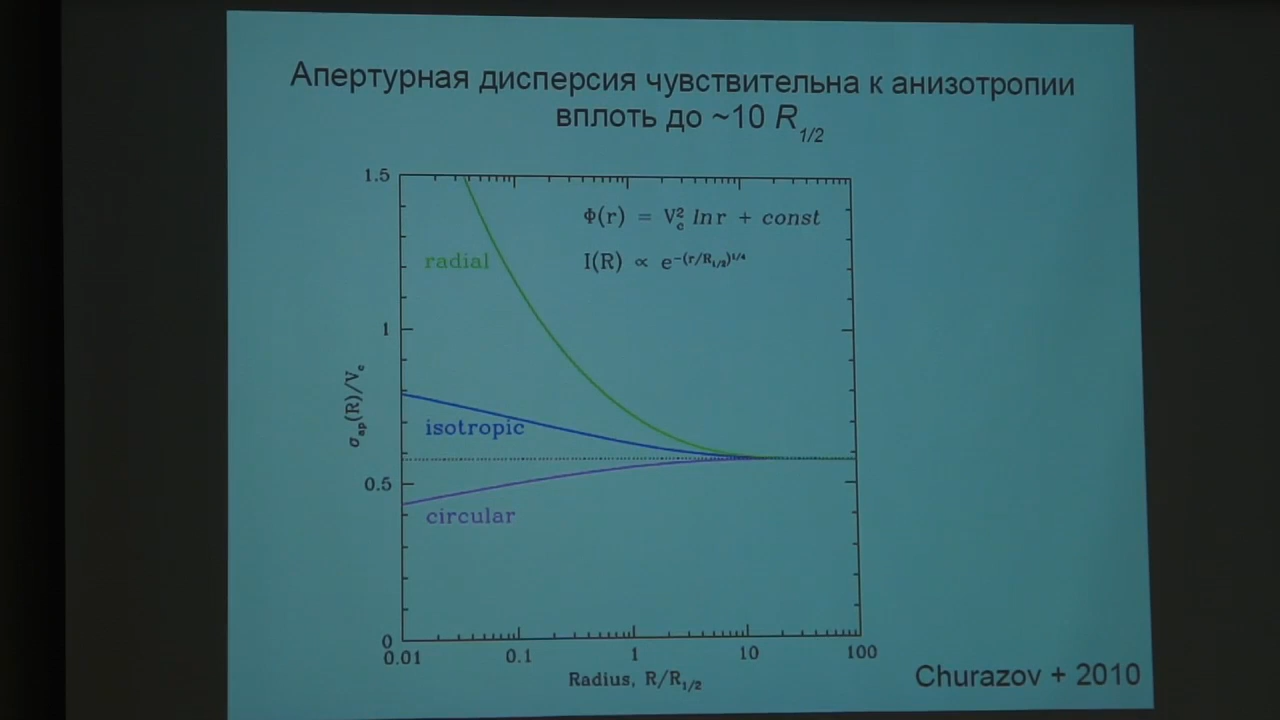 Апертурная дисперсия чувствительна к анизотропии
вплоть до ~10 R1/2
1.5
Φ(r) = Vc² ln r + const
radial
I(R) ∝ e^-(r/R1/2)^1/4
1
σap(R)/Vc
isotropic
0.5
circular
0
0.01 0.1 1 10 100
Radius, R/R1/2
Churazov + 2010